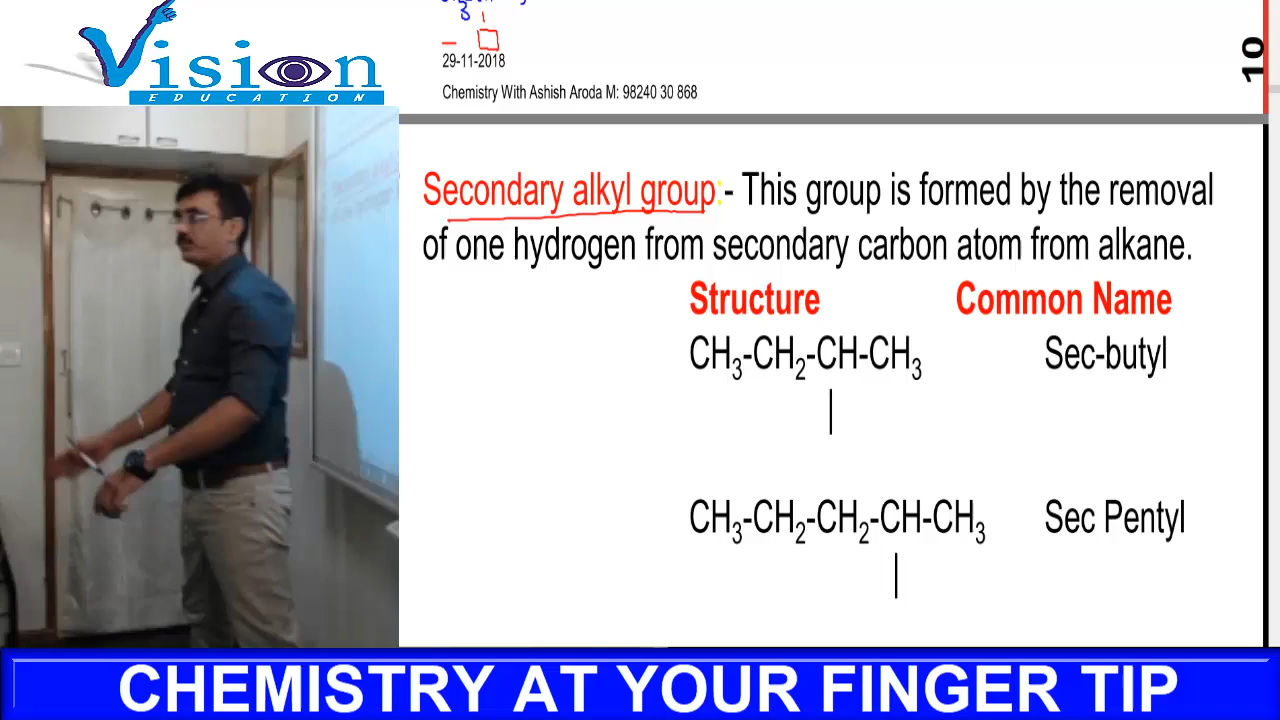 Vision
EDUCATION
29-11-2018
Chemistry With Ashish Aroda M: 98240 30 868
10
Secondary alkyl group:- This group is formed by the removal
of one hydrogen from secondary carbon atom from alkane.
Structure Common Name
CH3-CH2-CH-CH3 Sec-butyl
|
CH3-CH2-CH2-CH-CH3 Sec Pentyl
|
CHEMISTRY AT YOUR FINGER TIP